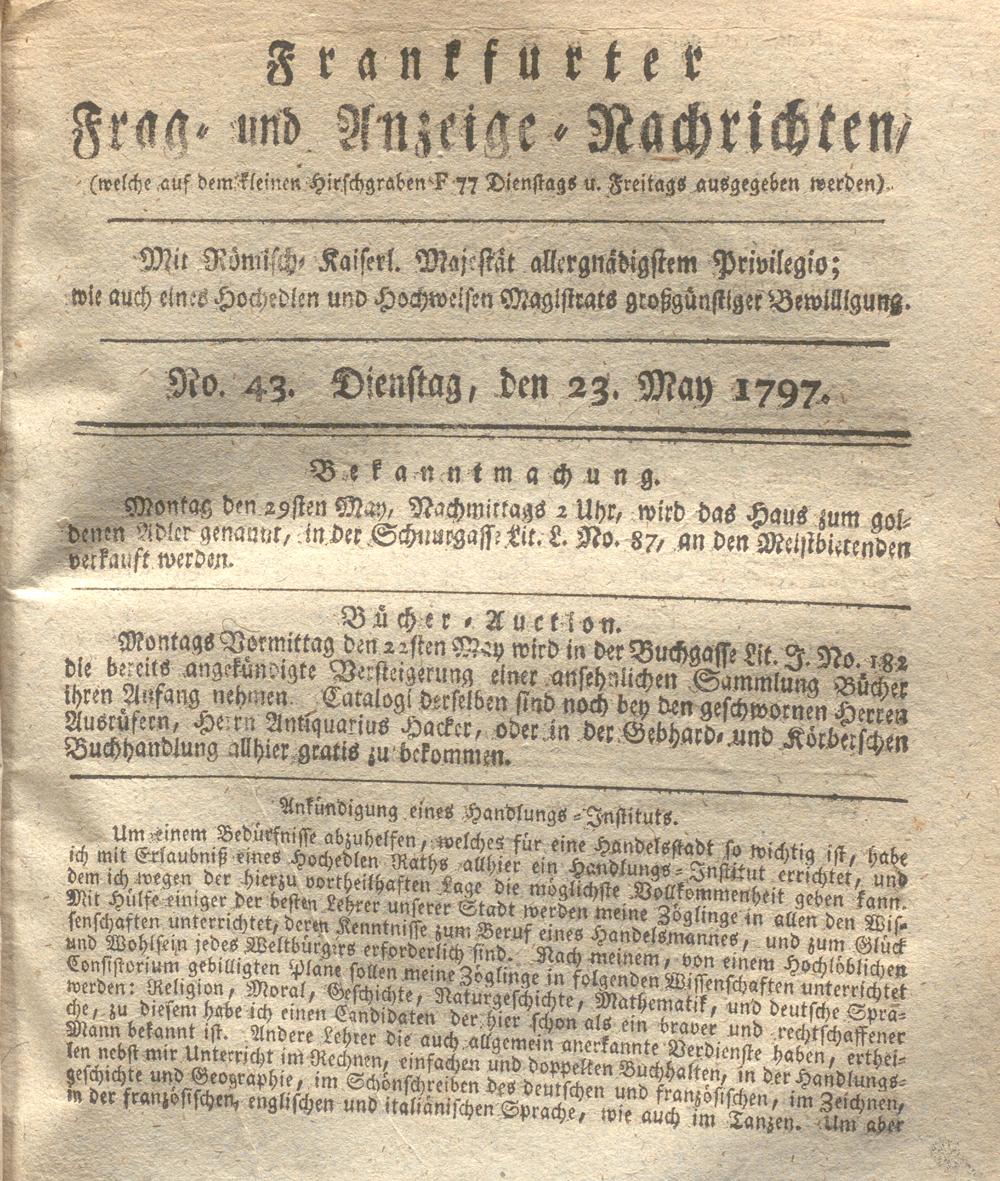 Frankfurter
Frag- und Anzeige-Nachrichten,
(welche auf dem kleinen Hirschgraben F 77 Dienstags u. Freitags ausgegeben werden).
Mit Römisch-Kaiserl. Majestät allergnädigstem Privilegio;
wie auch eines Hochedlen und Hochweisen Magistrats großgünstiger Bewilligung.
No. 43. Dienstag, den 23. May 1797.
Bekanntmachung.
Montag den 29sten May, Nachmittags 2 Uhr, wird das Haus zum gol-
denen Adler genannt, in der Schnurgasse Lit. L. No. 87, an den Meistbietenden
verkauft werden.
Bücher-Auction.
Montags Vormittag den 22sten May wird in der Buchgasse Lit. J. No. 182
die bereits angekündigte Versteigerung einer ansehnlichen Sammlung Bücher
ihren Anfang nehmen. Catalogi derselben sind noch bey den geschwornen Herren
Ausrüfern, Herrn Antiquarius Hacker, oder in der Gebhard- und Körberschen
Buchhandlung allhier gratis zu bekommen.
Ankündigung eines Handlungs-Instituts.
Um einem Bedürfnisse abzuhelfen, welches für eine Handelsstadt so wichtig ist, habe
ich mit Erlaubniß eines Hochedlen Raths allhier ein Handlungs-Institut errichtet, und
dem ich wegen der hierzu vortheilhaften Lage die möglichste Vollkommenheit geben kann.
Mit Hülfe einiger der besten Lehrer unserer Stadt werden meine Zöglinge in allen den Wis-
senschaften unterrichtet, deren Kenntnisse zum Beruf eines Handelsmannes, und zum Glück
und Wohlsein jedes Weltbürgers erforderlich sind. Nach meinem, von einem Hochlöblichen
Consistorium gebilligten Plane sollen meine Zöglinge in folgenden Wissenschaften unterrichtet
werden: Religion, Moral, Geschichte, Naturgeschichte, Mathematik, und deutsche Spra-
che, zu diesem habe ich einen Candidaten der hier schon als ein braver und rechtschaffener
Mann bekannt ist. Andere Lehrer die auch allgemein anerkannte Verdienste haben, erthei-
len nebst mir Unterricht im Rechnen, einfachen und doppelten Buchhalten, in der Handlungs-
geschichte und Geographie, im Schönschreiben des deutschen und französischen, im Zeichnen,
in der französischen, englischen und italiänischen Sprache, wie auch im Tanzen. Um aber